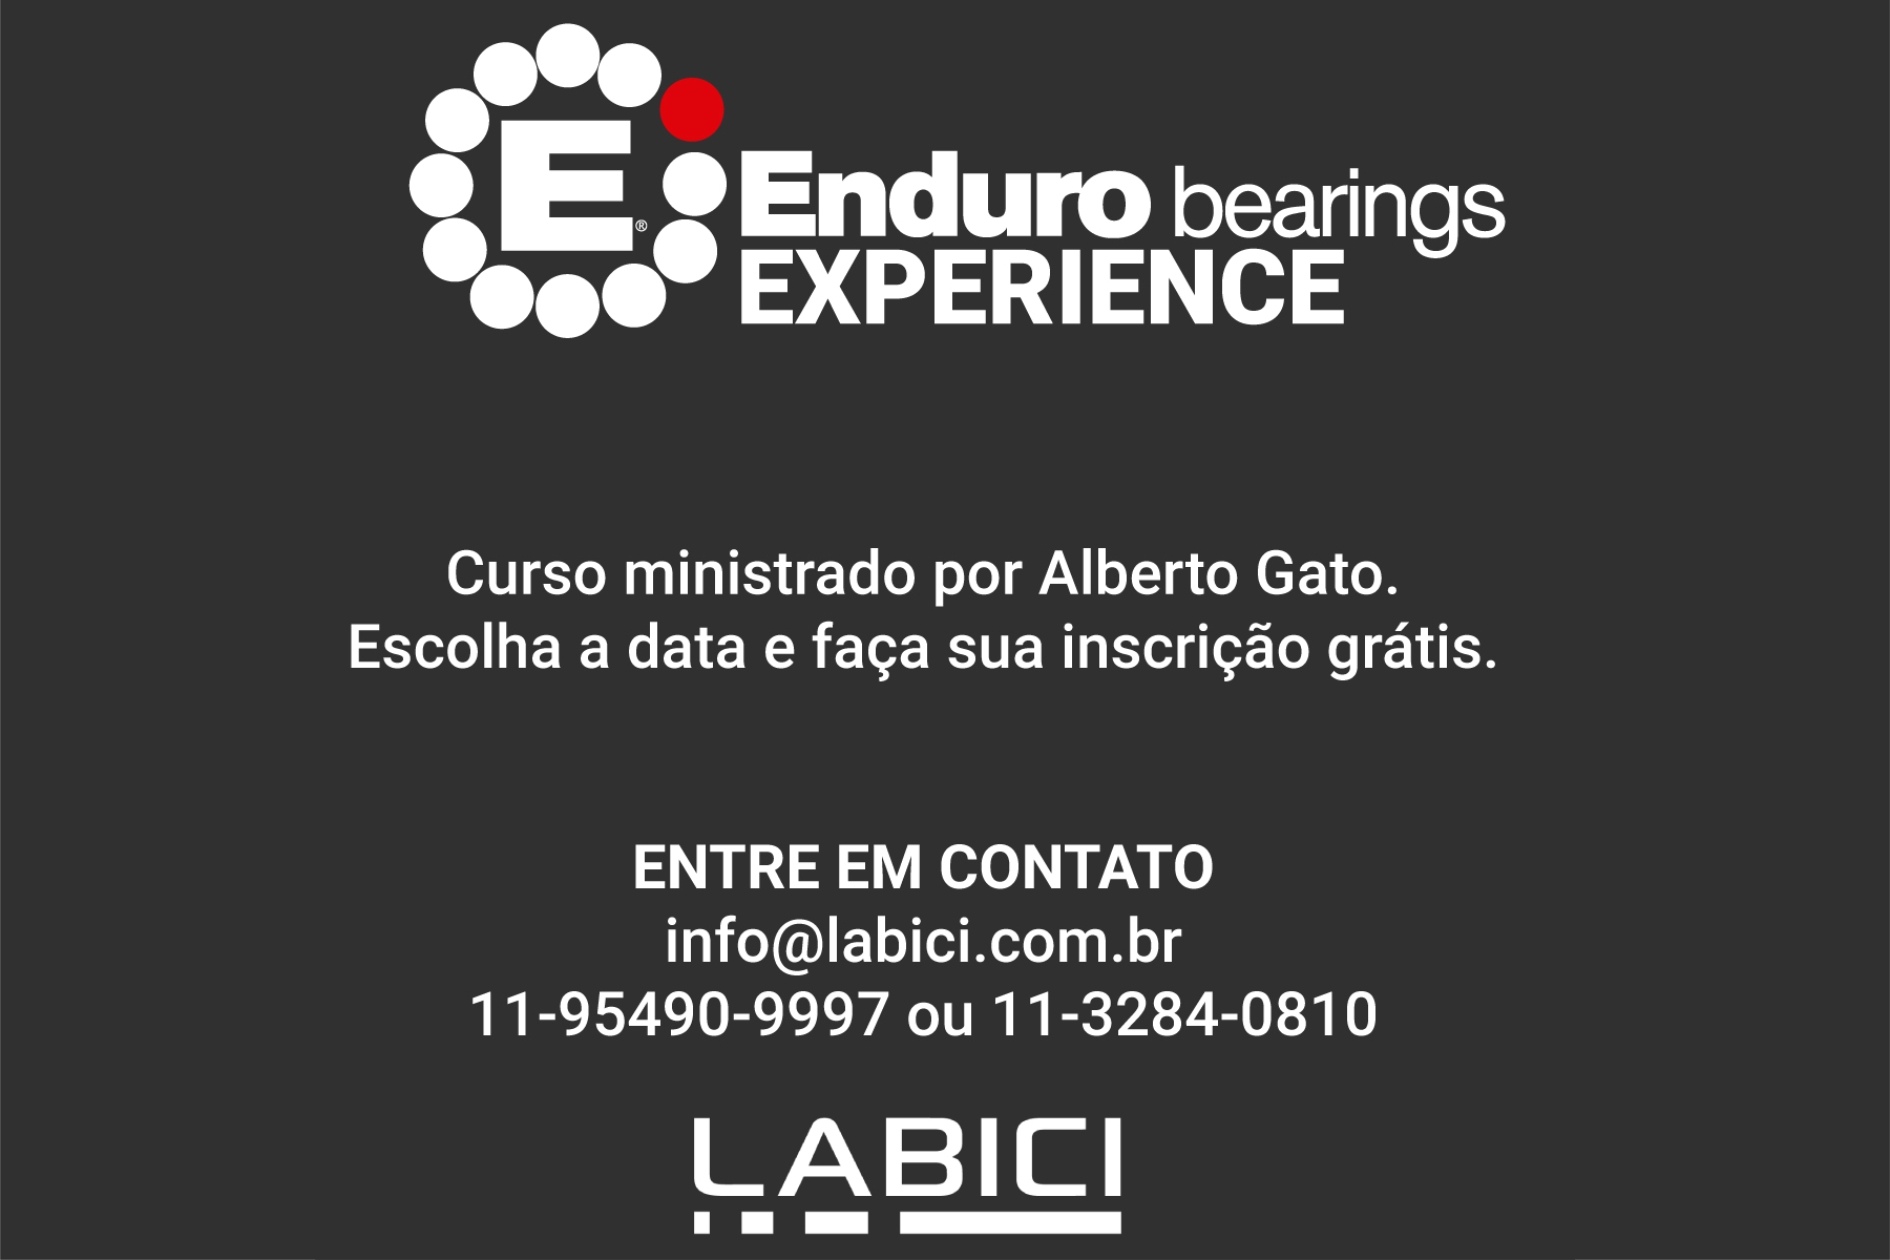 E®
Enduro bearings
EXPERIENCE
Curso ministrado por Alberto Gato.
Escolha a data e faça sua inscrição grátis.
ENTRE EM CONTATO
info@labici.com.br
11-95490-9997 ou 11-3284-0810
LABICI